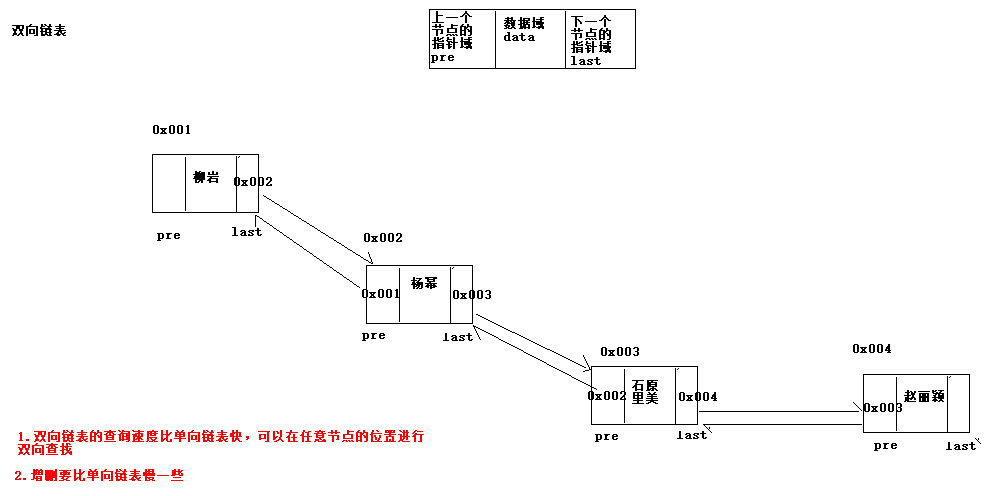 双向链表
上一个
节点的
指针域
pre
数据域
data
下一个
节点的
指针域
last
0x001
柳岩
0x002
pre
last
0x002
杨幂
0x001
0x003
pre
last
0x003
石原
里美
0x002
0x004
pre
last
0x004
赵丽颖
0x003
pre
last
1.双向链表的查询速度比单向链表快，可以在任意节点的位置进行
双向查找
2.增删要比单向链表慢一些